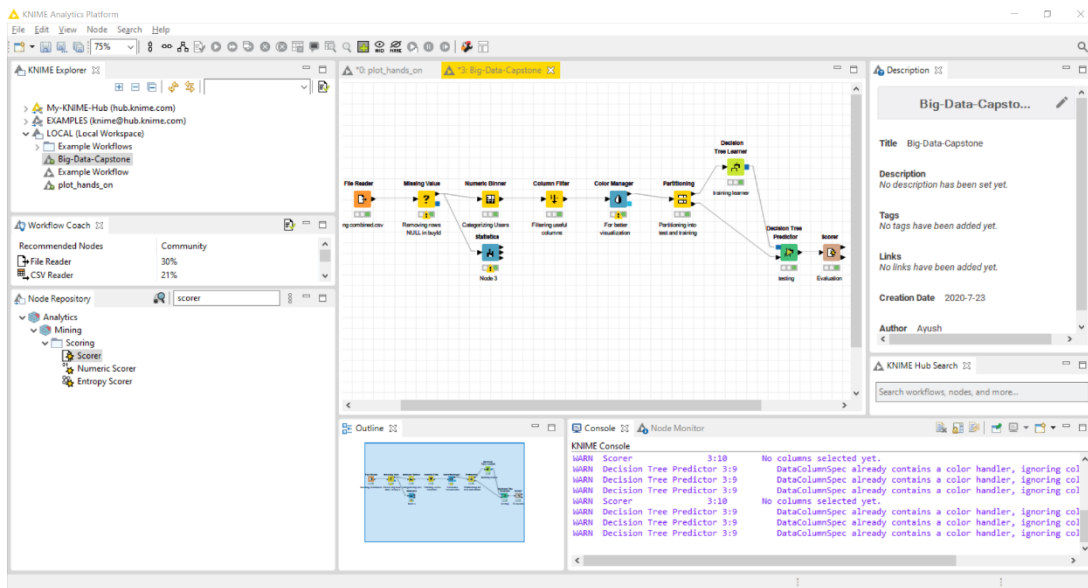 KNIME Analytics Platform
File Edit View Node Search Help
75%
KNIME Explorer
My-KNIME-Hub (hub.knime.com)
EXAMPLES (knime@hub.knime.com)
LOCAL (Local Workspace)
Example Workflows
Big-Data-Capstone
Example Workflow
plot_hands_on
Workflow Coach
Recommended Nodes Community
File Reader 30%
CSV Reader 21%
Node Repository
scorer
Analytics
Mining
Scoring
Scorer
Numeric Scorer
Entropy Scorer
*0: plot_hands_on
*3: Big-Data-Capstone
Decision
Tree Learner
training learner
File Reader
ng combined.csv
Missing Value
Removing rows
NULL in buyId
Numeric Binner
Categorizing Users
Statistics
Node 3
Column Filter
Filtering useful
columns
Color Manager
For better
visualization
Partitioning
Partitioning into
test and training
Decision Tree
Predictor
testing
Scorer
Evaluation
Description
Big-Data-Capsto...
Title Big-Data-Capstone
Description
No description has been set yet.
Tags
No tags have been added yet.
Links
No links have been added yet.
Creation Date 2020-7-23
Author Ayush
KNIME Hub Search
Search workflows, nodes, and more...
Outline
Console
Node Monitor
KNIME Console
WARN Scorer 3:10 No columns selected yet.
WARN Decision Tree Predictor 3:9 DataColumnSpec already contains a color handler, ignoring col
WARN Decision Tree Predictor 3:9 DataColumnSpec already contains a color handler, ignoring col
WARN Decision Tree Predictor 3:9 DataColumnSpec already contains a color handler, ignoring col
WARN Scorer 3:10 No columns selected yet.
WARN Decision Tree Predictor 3:9 DataColumnSpec already contains a color handler, ignoring col
WARN Decision Tree Predictor 3:9 DataColumnSpec already contains a color handler, ignoring col
WARN Decision Tree Predictor 3:9 DataColumnSpec already contains a color handler, ignoring col